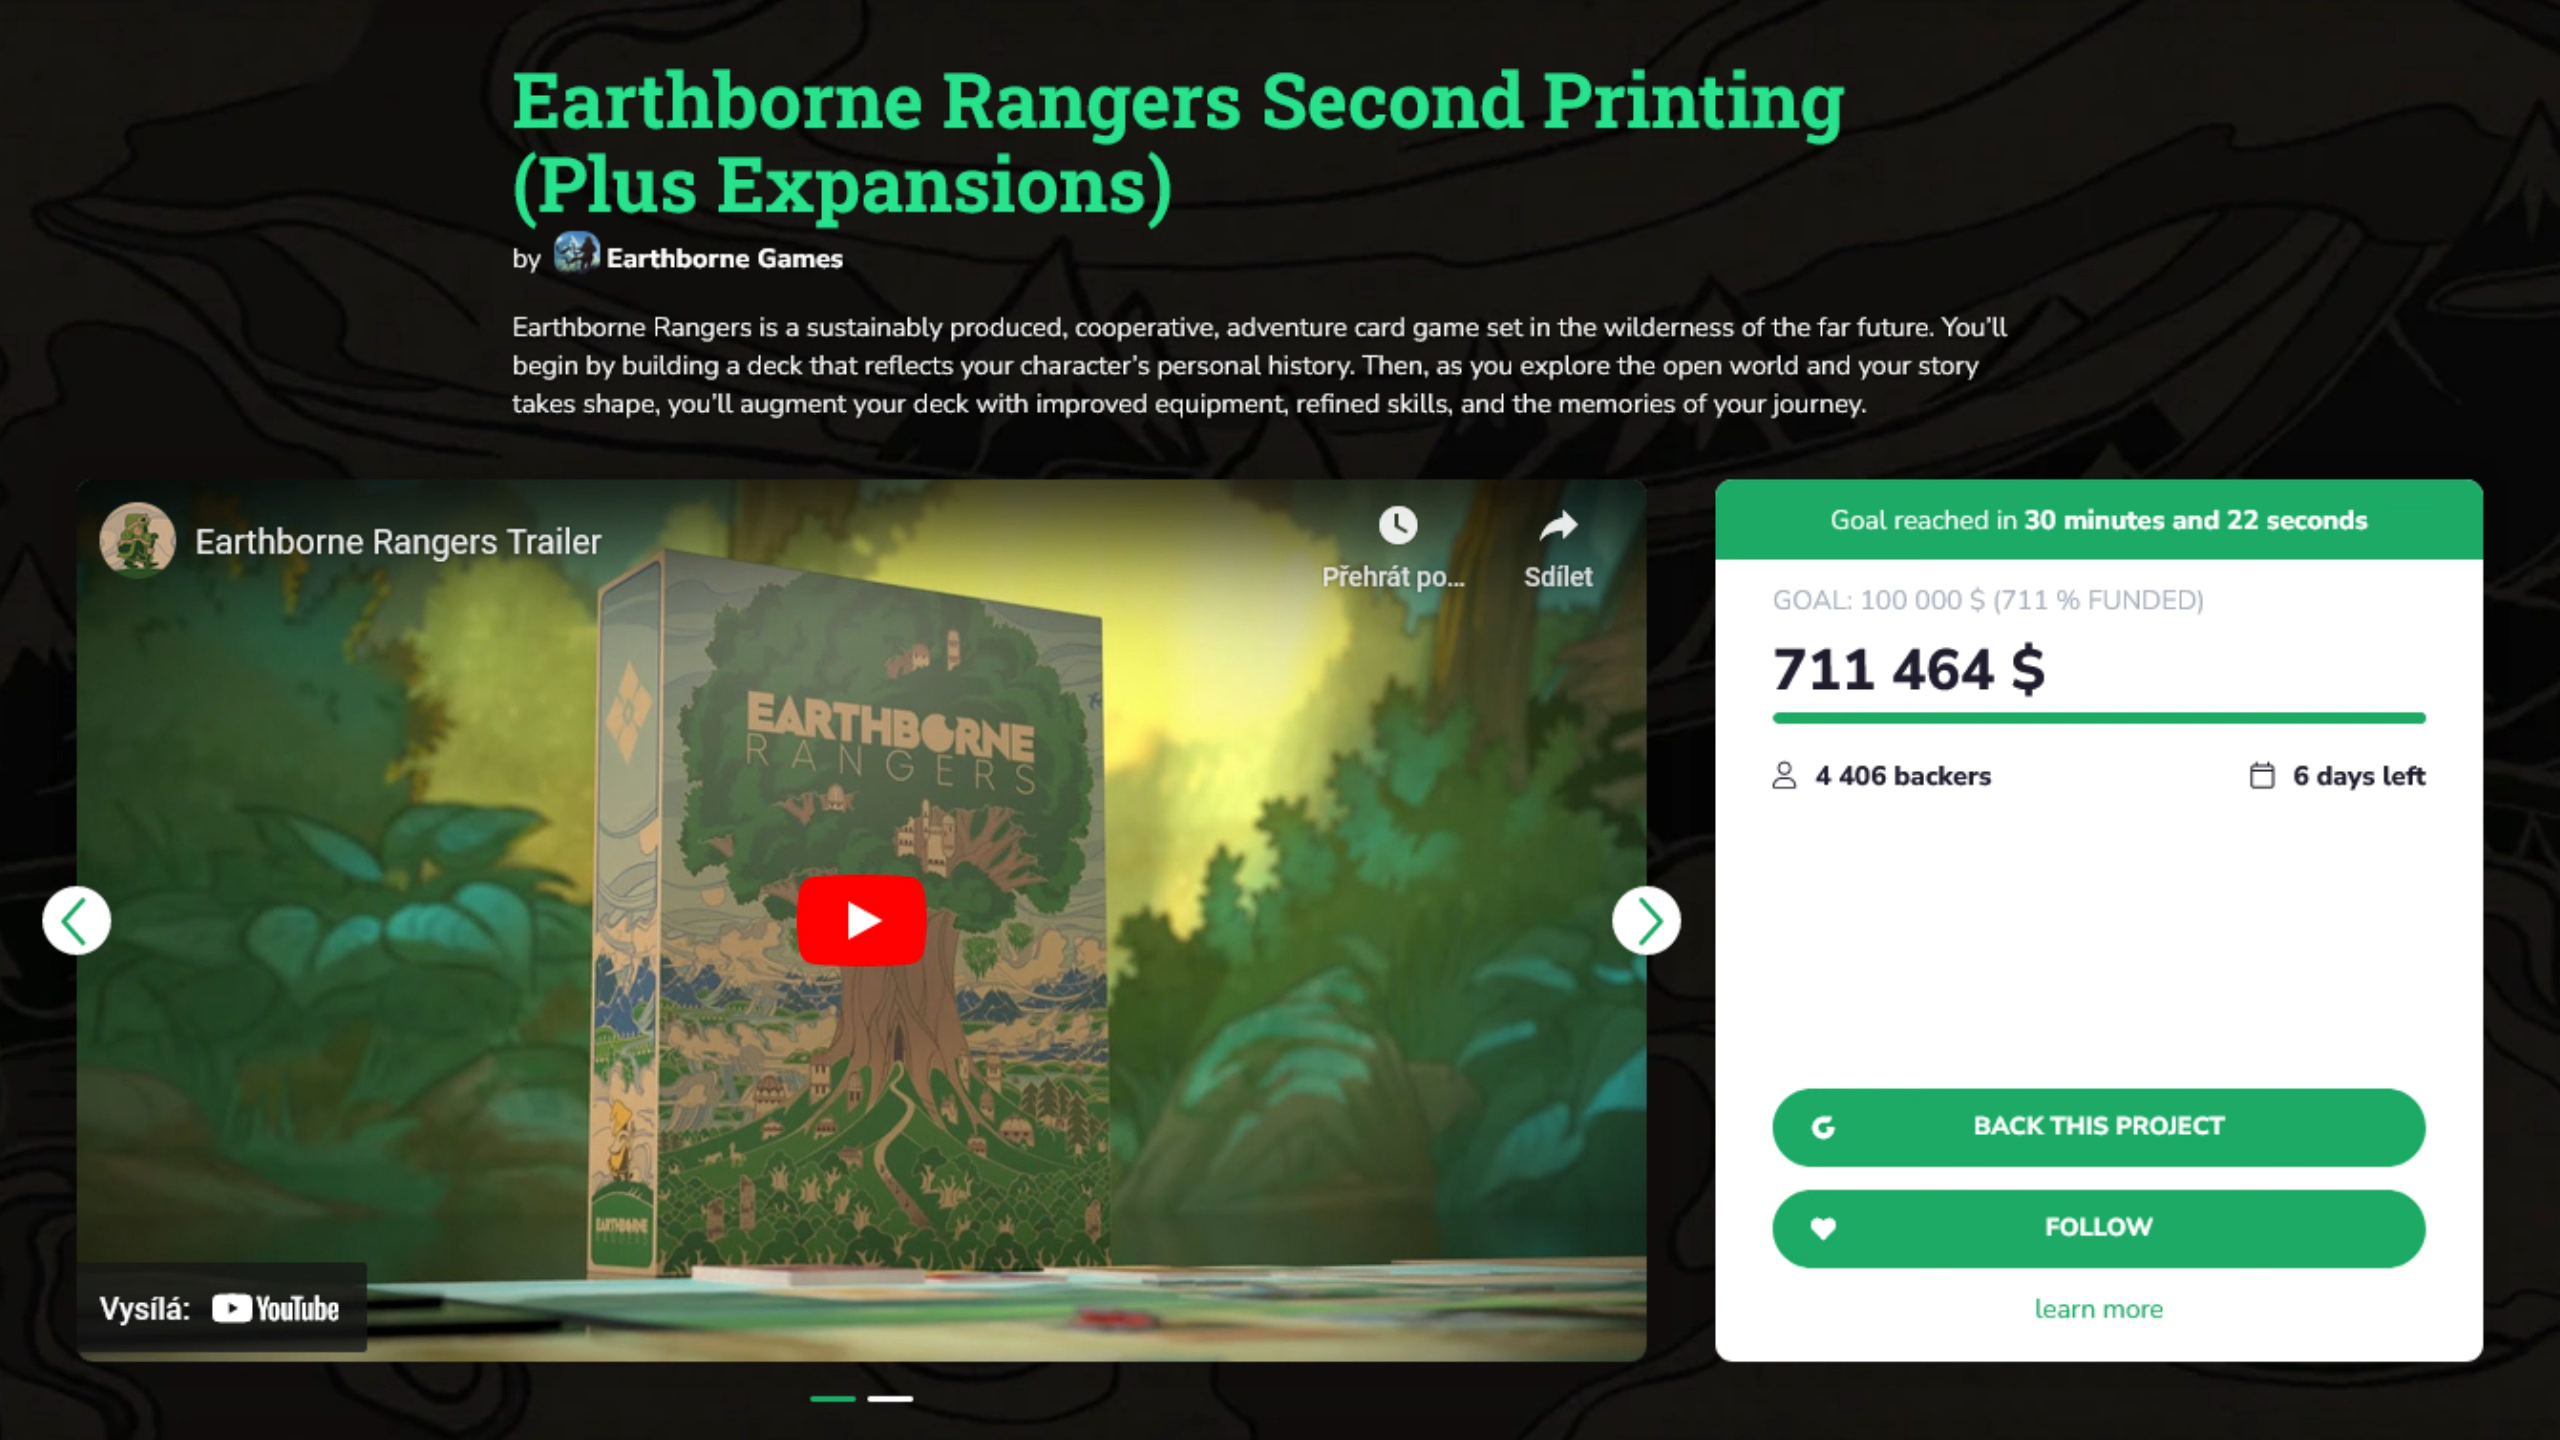 Earthborne Rangers Second Printing
(Plus Expansions)
by Earthborne Games
Earthborne Rangers is a sustainably produced, cooperative, adventure card game set in the wilderness of the far future. You'll
begin by building a deck that reflects your character's personal history. Then, as you explore the open world and your story
takes shape, you'll augment your deck with improved equipment, refined skills, and the memories of your journey.
Earthborne Rangers Trailer
Přehrát po...
Sdílet
EARTHBORNE
RANGERS
EARTHBORNE
RANGERS
Vysílá: YouTube
Goal reached in 30 minutes and 22 seconds
GOAL: 100 000 $ (711 % FUNDED)
711 464 $
4 406 backers
6 days left
BACK THIS PROJECT
FOLLOW
learn more